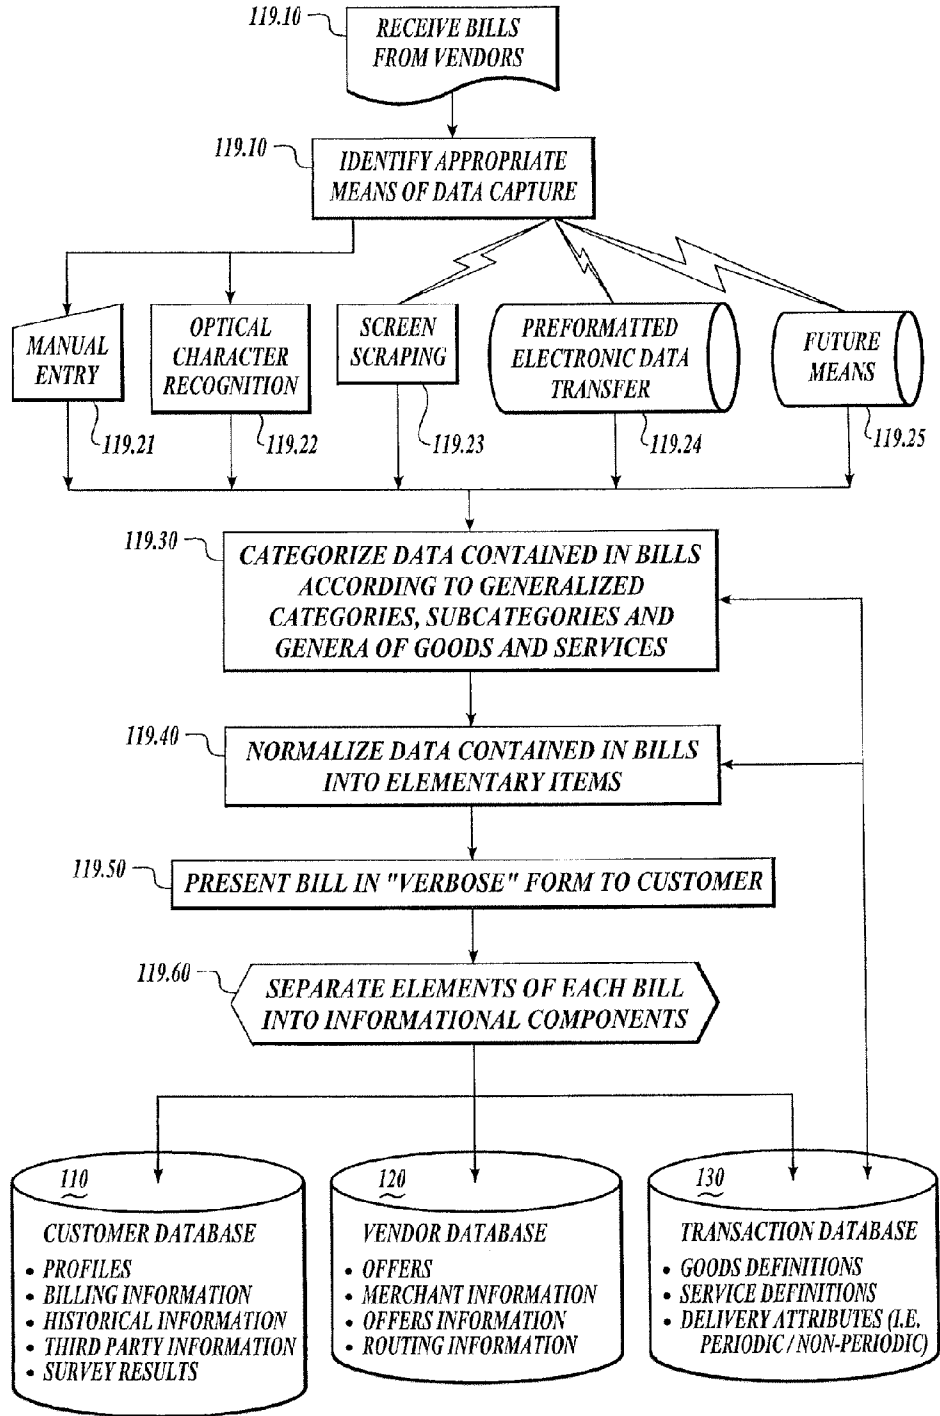 119.10
RECEIVE BILLS
FROM VENDORS
119.10
IDENTIFY APPROPRIATE
MEANS OF DATA CAPTURE
MANUAL
ENTRY
119.21
OPTICAL
CHARACTER
RECOGNITION
119.22
SCREEN
SCRAPING
119.23
PREFORMATTED
ELECTRONIC DATA
TRANSFER
119.24
FUTURE
MEANS
119.25
119.30
CATEGORIZE DATA CONTAINED IN BILLS
ACCORDING TO GENERALIZED
CATEGORIES, SUBCATEGORIES AND
GENERA OF GOODS AND SERVICES
119.40
NORMALIZE DATA CONTAINED IN BILLS
INTO ELEMENTARY ITEMS
119.50
PRESENT BILL IN "VERBOSE" FORM TO CUSTOMER
119.60
SEPARATE ELEMENTS OF EACH BILL
INTO INFORMATIONAL COMPONENTS
110
CUSTOMER DATABASE
• PROFILES
• BILLING INFORMATION
• HISTORICAL INFORMATION
• THIRD PARTY INFORMATION
• SURVEY RESULTS
120
VENDOR DATABASE
• OFFERS
• MERCHANT INFORMATION
• OFFERS INFORMATION
• ROUTING INFORMATION
130
TRANSACTION DATABASE
• GOODS DEFINITIONS
• SERVICE DEFINITIONS
• DELIVERY ATTRIBUTES (I.E.
PERIODIC / NON-PERIODIC)